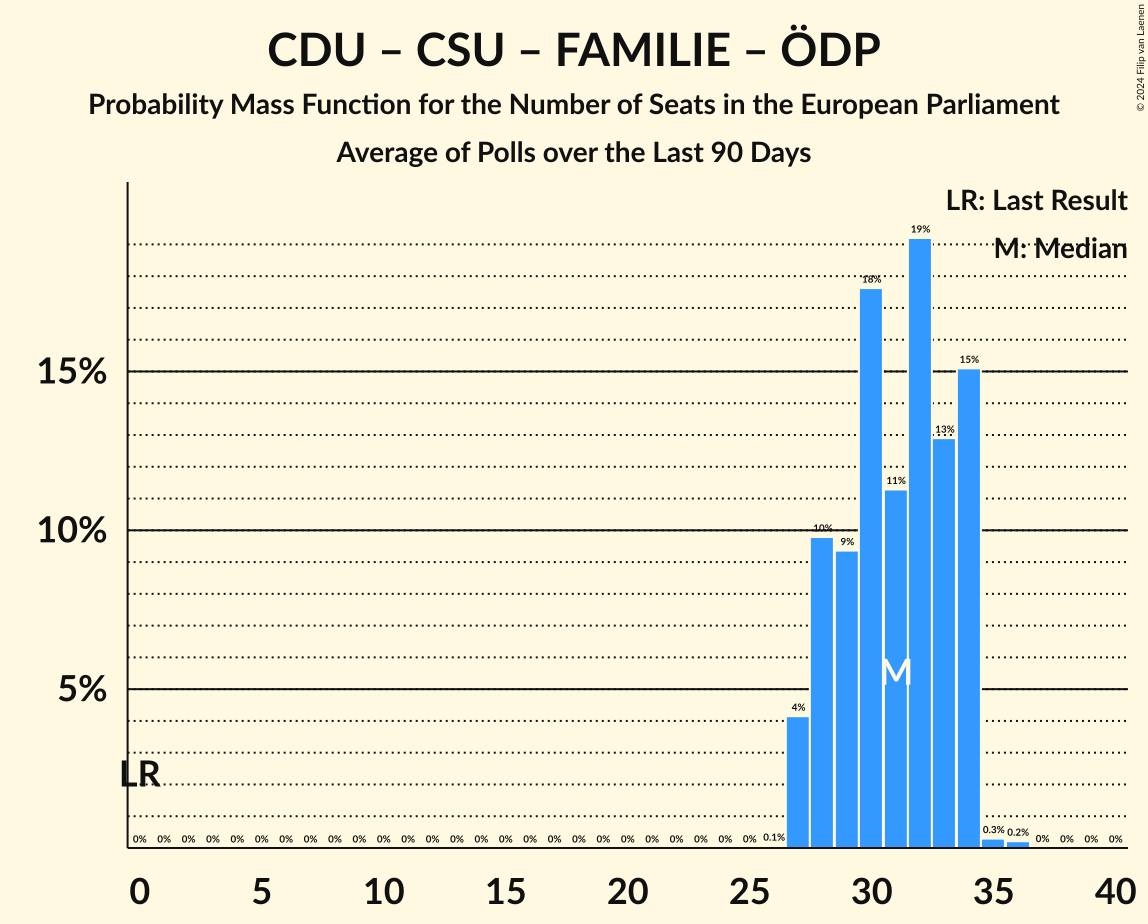 CDU – CSU – FAMILIE – ÖDP
Probability Mass Function for the Number of Seats in the European Parliament
Average of Polls over the Last 90 Days
© 2024 Filip van Laenen
LR: Last Result
M: Median
19%
18%
15%
15%
13%
11%
10%
10%
9%
M
5%
4%
LR
0% 0% 0% 0% 0% 0% 0% 0% 0% 0% 0% 0% 0% 0% 0% 0% 0% 0% 0% 0% 0% 0% 0% 0% 0% 0% 0.1% 0.3% 0.2% 0% 0% 0% 0%
0 5 10 15 20 25 30 35 40